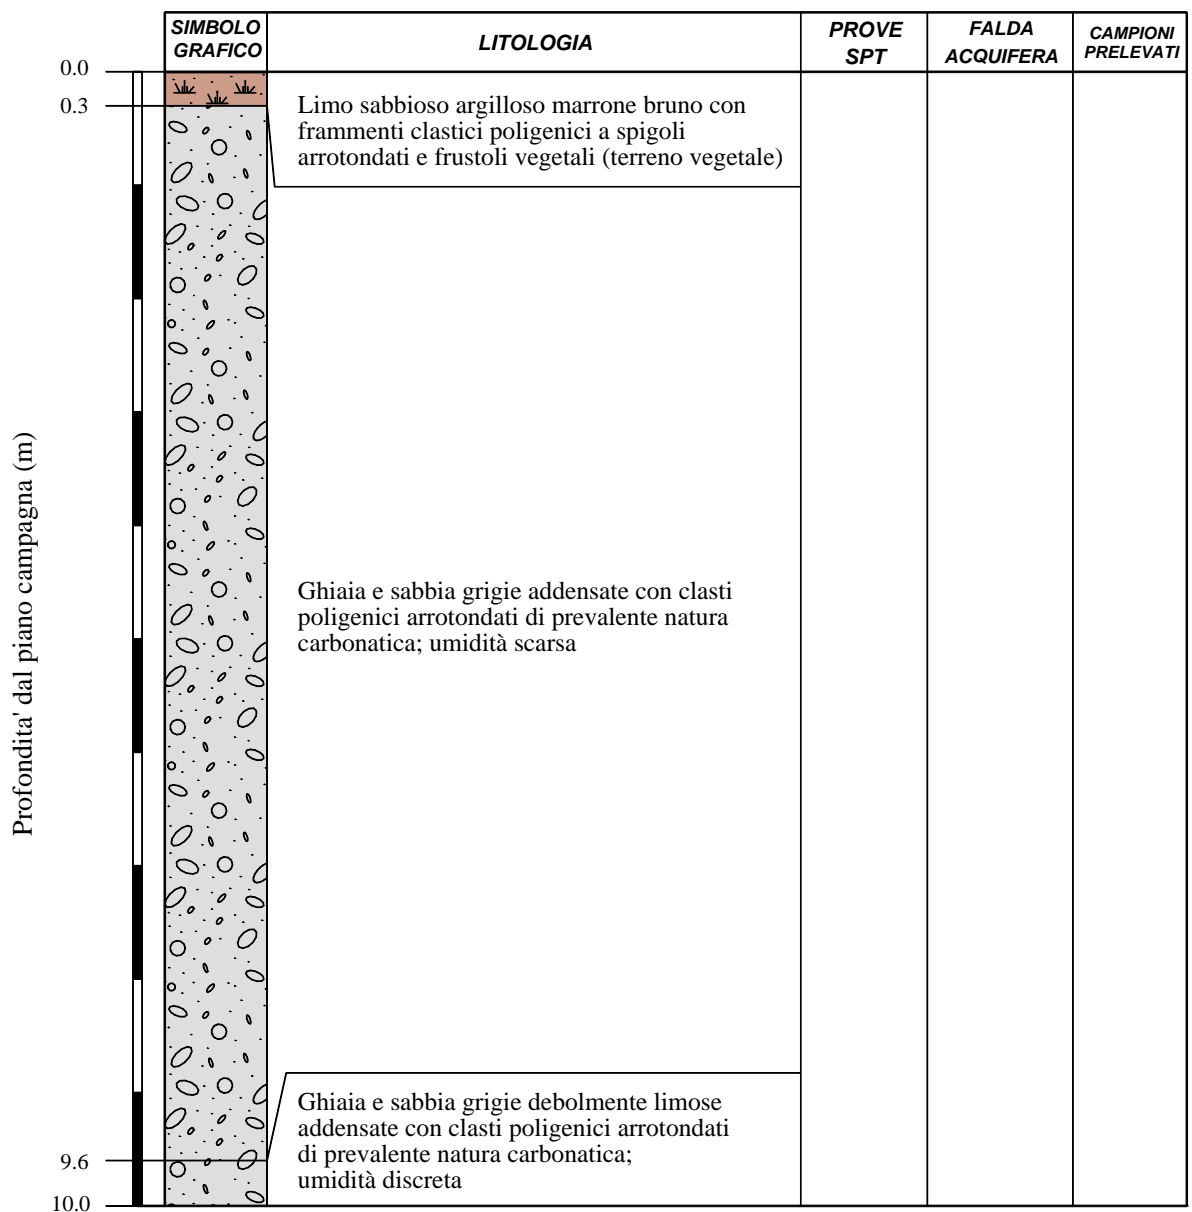 SIMBOLO
GRAFICO
LITOLOGIA
PROVE
SPT
FALDA
ACQUIFERA
CAMPIONI
PRELEVATI
0.0
0.3
Limo sabbioso argilloso marrone bruno con
frammenti clastici poligenici a spigoli
arrotondati e frustoli vegetali (terreno vegetale)
Profondita' dal piano campagna (m)
Ghiaia e sabbia grigie addensate con clasti
poligenici arrotondati di prevalente natura
carbonatica; umidità scarsa
Ghiaia e sabbia grigie debolmente limose
addensate con clasti poligenici arrotondati
di prevalente natura carbonatica;
umidità discreta
9.6
10.0